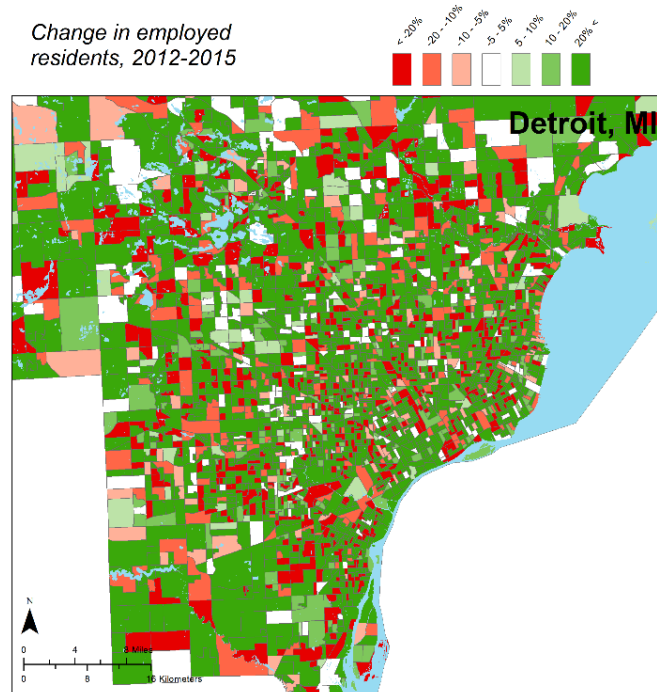 Change in employed
residents, 2012-2015
< -20%
-20 - -10%
-10 - -5%
-5 - 5%
5 - 10%
10 - 20%
20% <
Detroit, MI
N
0 4 8 Miles
0 8 16 Kilometers